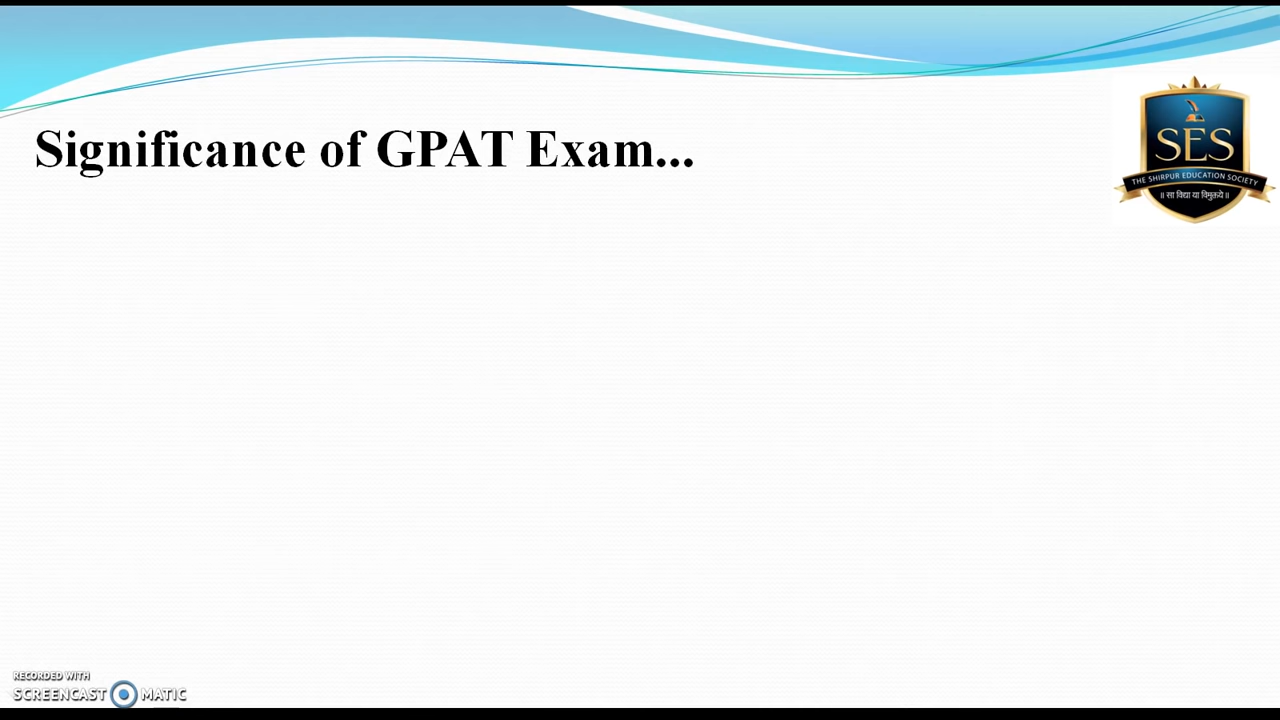 Significance of GPAT Exam...
SES
THE SHIRPUR EDUCATION SOCIETY
॥ सा विद्या या विमुक्तये ॥
RECORDED WITH
SCREENCAST MATIC